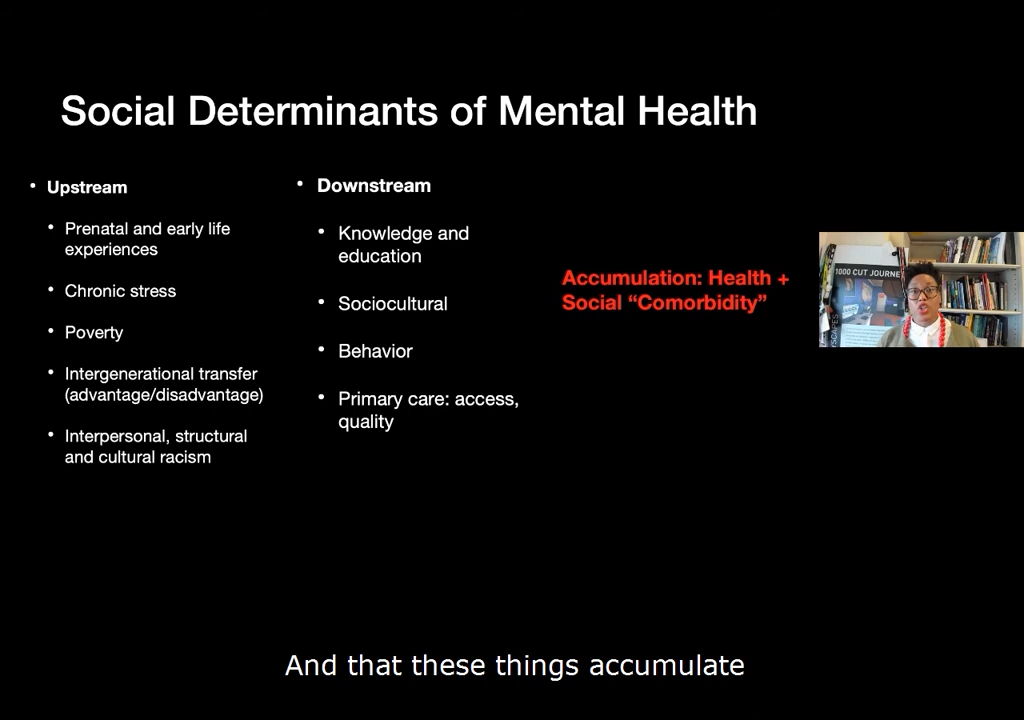 Social Determinants of Mental Health
• Upstream
• Prenatal and early life
experiences
• Chronic stress
• Poverty
• Intergenerational transfer
(advantage/disadvantage)
• Interpersonal, structural
and cultural racism
• Downstream
• Knowledge and
education
• Sociocultural
• Behavior
• Primary care: access,
quality
Accumulation: Health +
Social “Comorbidity”
1000 CUT JOURNE
And that these things accumulate